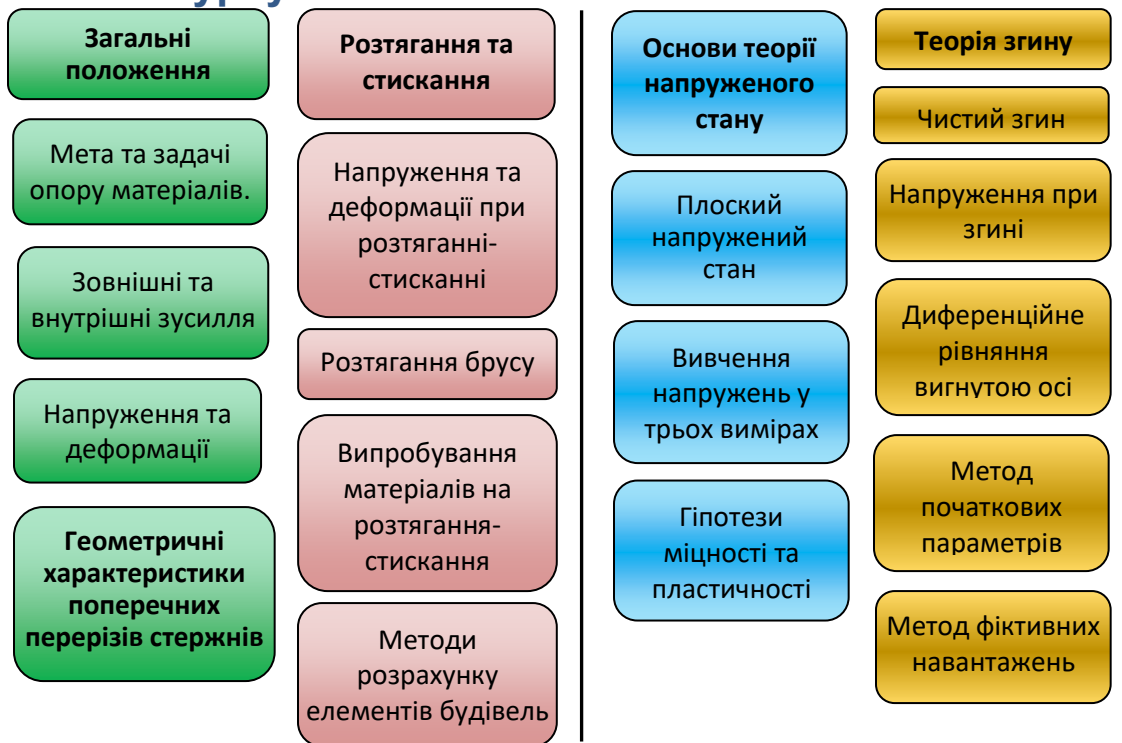 Загальні
положення
Мета та задачі
опору матеріалів.
Зовнішні та
внутрішні зусилля
Напруження та
деформації
Геометричні
характеристики
поперечних
перерізів стержнів
Розтягання та
стискання
Напруження та
деформації при
розтяганні-
стисканні
Розтягання брусу
Випробування
матеріалів на
розтягання-
стискання
Методи
розрахунку
елементів будівель
Основи теорії
напруженого
стану
Плоский
напружений
стан
Вивчення
напружень у
трьох вимірах
Гіпотези
міцності та
пластичності
Теорія згину
Чистий згин
Напруження при
згині
Диференційне
рівняння
вигнутою осі
Метод
початкових
параметрів
Метод фіктивних
навантажень